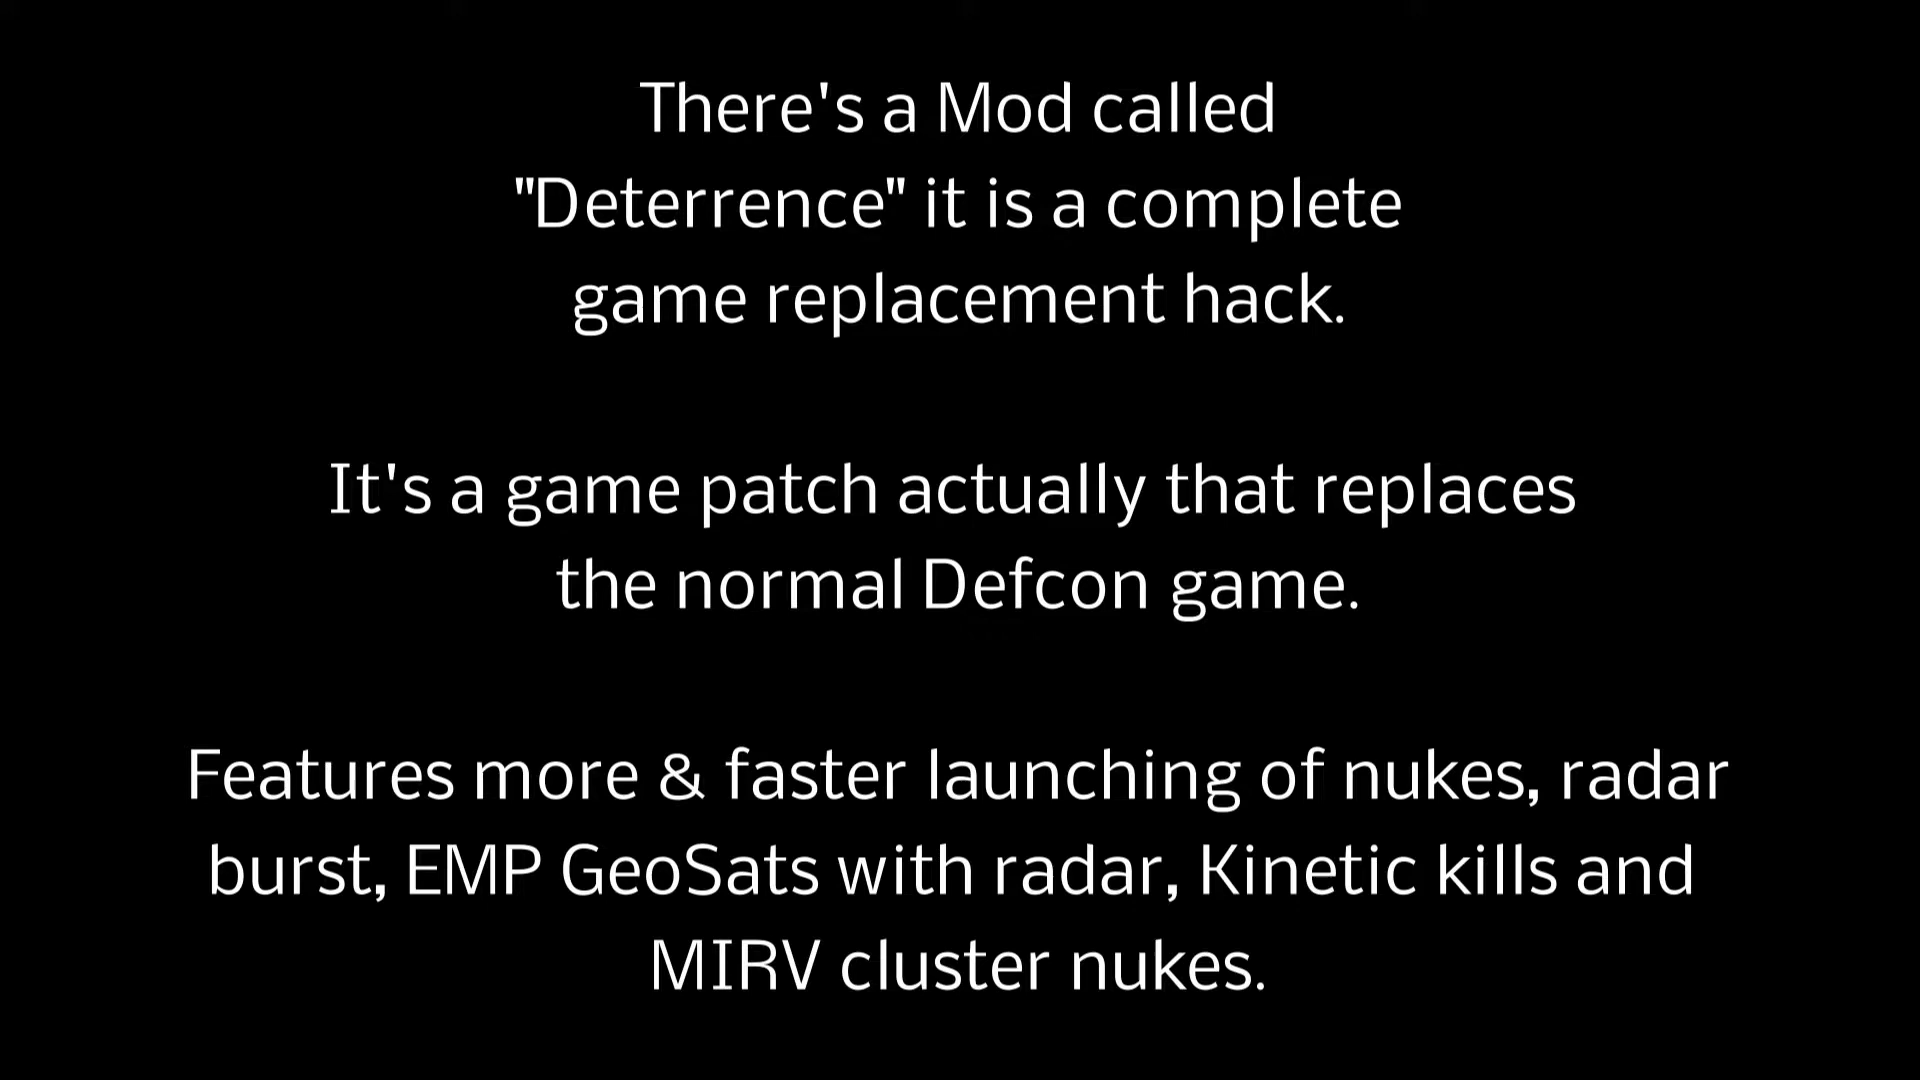 There's a Mod called
"Deterrence" it is a complete
game replacement hack.
It's a game patch actually that replaces
the normal Defcon game.
Features more & faster launching of nukes, radar
burst, EMP GeoSats with radar, Kinetic kills and
MIRV cluster nukes.